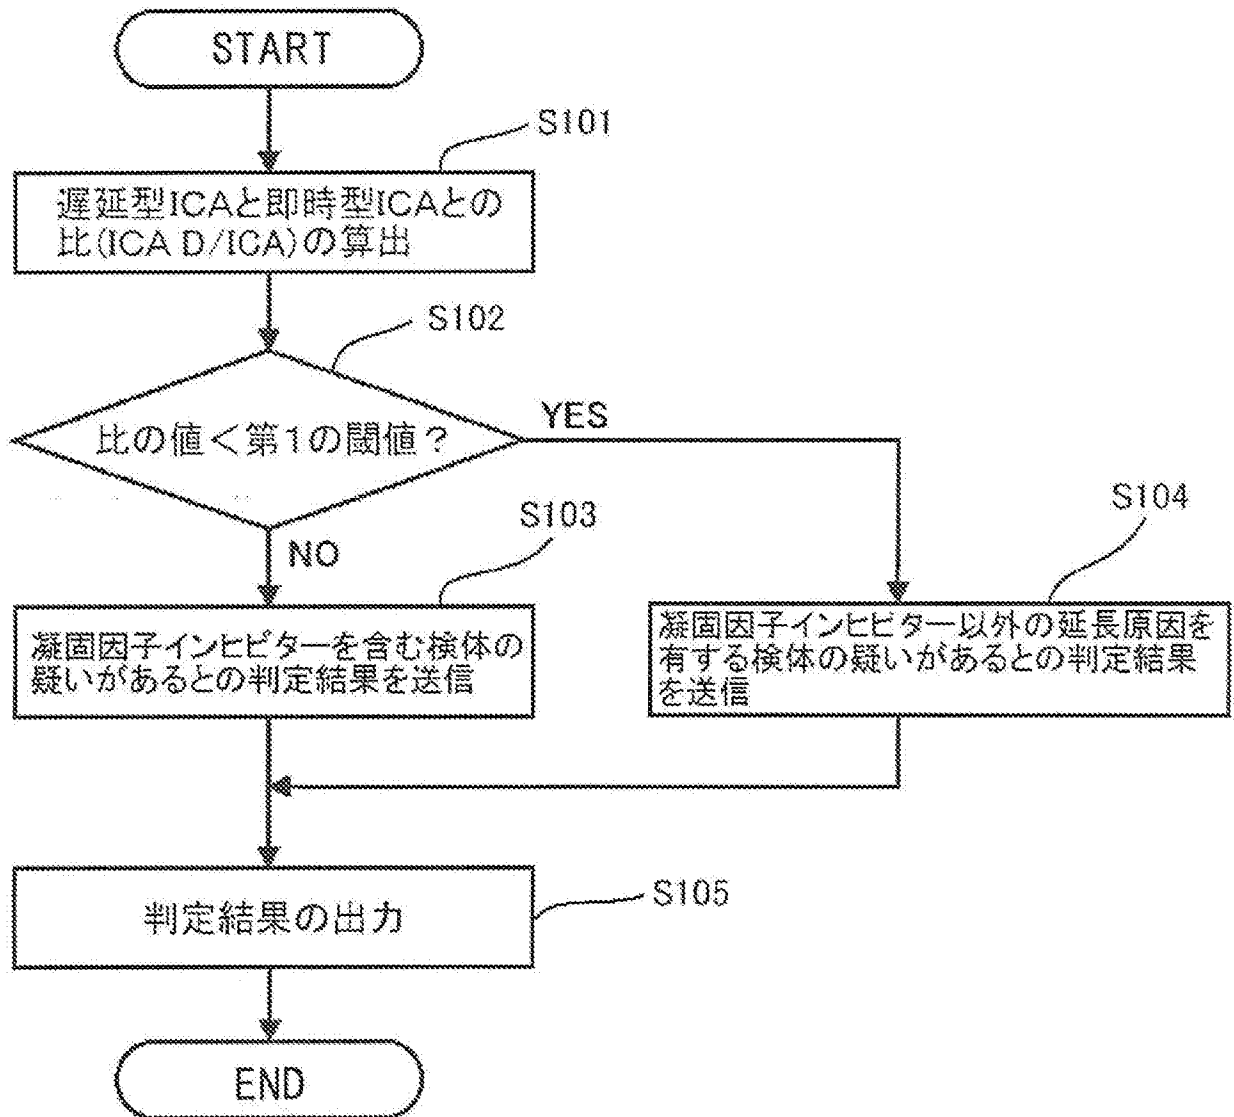 START
S101
遅延型ICAと即時型ICAとの
比(ICA D/ICA)の算出
S102
比の値＜第1の閾値？
YES
NO
S103
凝固因子インヒビターを含む検体の
疑いがあるとの判定結果を送信
S104
凝固因子インヒビター以外の延長原因を
有する検体の疑いがあるとの判定結果
を送信
判定結果の出力
S105
END